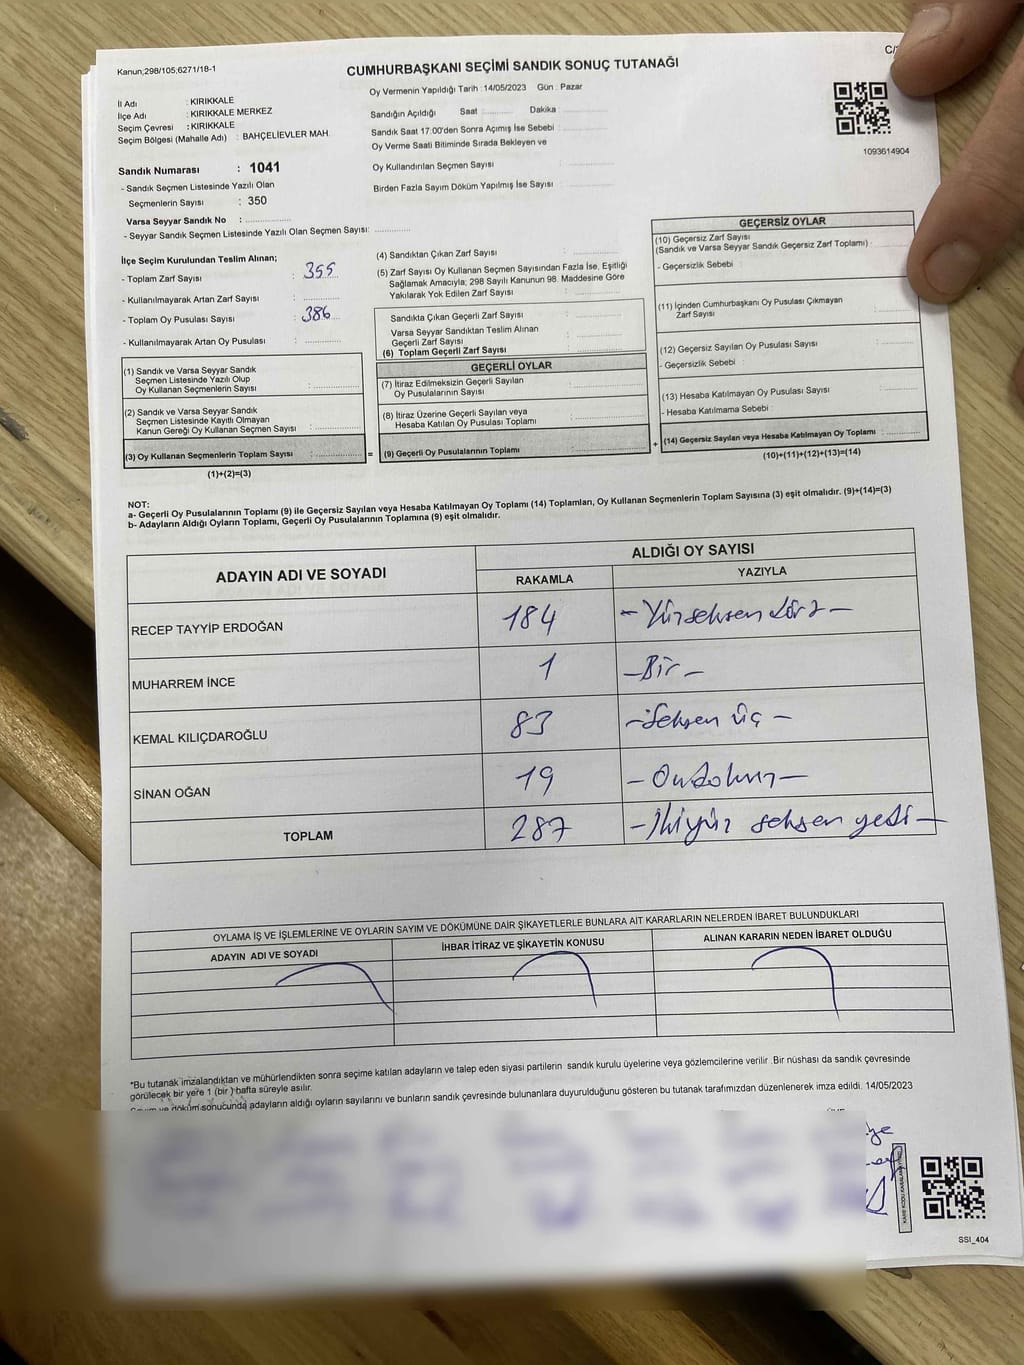 Kanun;298/105;6271/18-1
CUMHURBAŞKANI SEÇİMİ SANDIK SONUÇ TUTANAĞI
Oy Vermenin Yapıldığı Tarih : 14/05/2023 Gün : Pazar
İl Adı : KIRIKKALE
İlçe Adı : KIRIKKALE MERKEZ
Seçim Çevresi : KIRIKKALE
Seçim Bölgesi (Mahalle Adı) : BAHÇELİEVLER MAH.
Sandığın Açıldığı Saat : Dakika :
Sandık Saat 17:00'den Sonra Açımış İse Sebebi :
Oy Verme Saati Bitiminde Sırada Bekleyen ve
Oy Kullandırılan Seçmen Sayısı :
Birden Fazla Sayım Döküm Yapılmış İse Sayısı :
1093614904
Sandık Numarası : 1041
- Sandık Seçmen Listesinde Yazılı Olan
Seçmenlerin Sayısı : 350
Varsa Seyyar Sandık No :
- Seyyar Sandık Seçmen Listesinde Yazılı Olan Seçmen Sayısı:
İlçe Seçim Kurulundan Teslim Alınan;
- Toplam Zarf Sayısı : 355
- Kullanılmayarak Artan Zarf Sayısı :
- Toplam Oy Pusulası Sayısı : 386
- Kullanılmayarak Artan Oy Pusulası :
(1) Sandık ve Varsa Seyyar Sandık
Seçmen Listesinde Yazılı Olup
Oy Kullanan Seçmenlerin Sayısı :
(2) Sandık ve Varsa Seyyar Sandık
Seçmen Listesinde Kayıtlı Olmayan
Kanun Gereği Oy Kullanan Seçmen Sayısı :
(3) Oy Kullanan Seçmenlerin Toplam Sayısı :
(1)+(2)=(3)
(4) Sandıktan Çıkan Zarf Sayısı :
(5) Zarf Sayısı Oy Kullanan Seçmen Sayısından Fazla İse, Eşitliği
Sağlamak Amacıyla; 298 Sayılı Kanunun 98. Maddesine Göre
Yakılarak Yok Edilen Zarf Sayısı :
Sandıkta Çıkan Geçerli Zarf Sayısı :
Varsa Seyyar Sandıktan Teslim Alınan
Geçerli Zarf Sayısı :
(6) Toplam Geçerli Zarf Sayısı :
GEÇERLİ OYLAR
(7) İtiraz Edilmeksizin Geçerli Sayılan
Oy Pusulalarının Sayısı :
(8) İtiraz Üzerine Geçerli Sayılan veya
Hesaba Katılan Oy Pusulası Toplamı :
= (9) Geçerli Oy Pusulalarının Toplamı :
GEÇERSİZ OYLAR
(10) Geçersiz Zarf Sayısı
(Sandık ve Varsa Seyyar Sandık Geçersiz Zarf Toplamı) :
- Geçersizlik Sebebi :
(11) İçinden Cumhurbaşkanı Oy Pusulası Çıkmayan
Zarf Sayısı :
(12) Geçersiz Sayılan Oy Pusulası Sayısı :
- Geçersizlik Sebebi :
(13) Hesaba Katılmayan Oy Pusulası Sayısı :
- Hesaba Katılmama Sebebi :
+ (14) Geçersiz Sayılan veya Hesaba Katılmayan Oy Toplamı :
(10)+(11)+(12)+(13)=(14)
NOT:
a- Geçerli Oy Pusulalarının Toplamı (9) ile Geçersiz Sayılan veya Hesaba Katılmayan Oy Toplamı (14) Toplamları, Oy Kullanan Seçmenlerin Toplam Sayısına (3) eşit olmalıdır. (9)+(14)=(3)
b- Adayların Aldığı Oyların Toplamı, Geçerli Oy Pusulalarının Toplamına (9) eşit olmalıdır.
ADAYIN ADI VE SOYADI
ALDIĞI OY SAYISI
RAKAMLA YAZIYLA
RECEP TAYYİP ERDOĞAN 184 - Yüzseksen dört -
MUHARREM İNCE 1 - Bir -
KEMAL KILIÇDAROĞLU 83 - Seksen üç -
SİNAN OĞAN 19 - Ondokuz -
TOPLAM 287 - İkiyüz seksen yedi -
OYLAMA İŞ VE İŞLEMLERİNE VE OYLARIN SAYIM VE DÖKÜMÜNE DAİR ŞİKAYETLERLE BUNLARA AİT KARARLARIN NELERDEN İBARET BULUNDUKLARI
ADAYIN ADI VE SOYADI İHBAR İTİRAZ VE ŞİKAYETİN KONUSU ALINAN KARARIN NEDEN İBARET OLDUĞU
*Bu tutanak imzalandıktan ve mühürlendikten sonra seçime katılan adayların ve talep eden siyasi partilerin sandık kurulu üyelerine veya gözlemcilerine verilir .Bir nüshası da sandık çevresinde
görülecek bir yere 1 (bir ) hafta süreyle asılır.
Sayım ve döküm sonucunda adayların aldığı oyların sayılarını ve bunların sandık çevresinde bulunanlara duyurulduğunu gösteren bu tutanak tarafımızdan düzenlenerek imza edildi. 14/05/2023
SSI_404